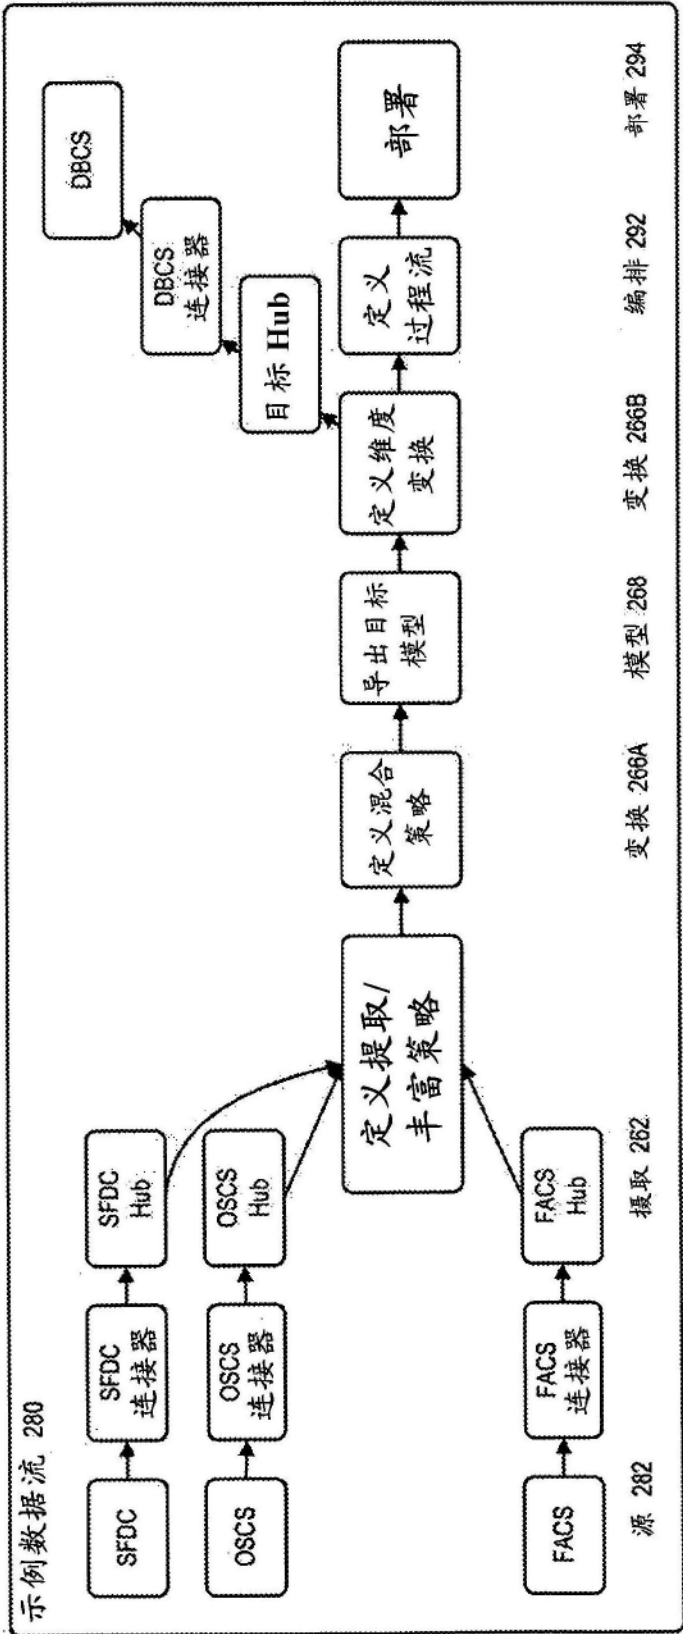 示例数据流 280
SFDC
SFDC
连接器
SFDC
Hub
OSCS
OSCS
连接器
OSCS
Hub
FACS
FACS
连接器
FACS
Hub
定义提取/
丰富策略
定义混合
策略
导出目标
模型
定义维度
变换
定义
过程流
部署
目标 Hub
DBCS
连接器
DBCS
源 282
摄取 262
变换 266A
模型 268
变换 266B
编排 292
部署 294